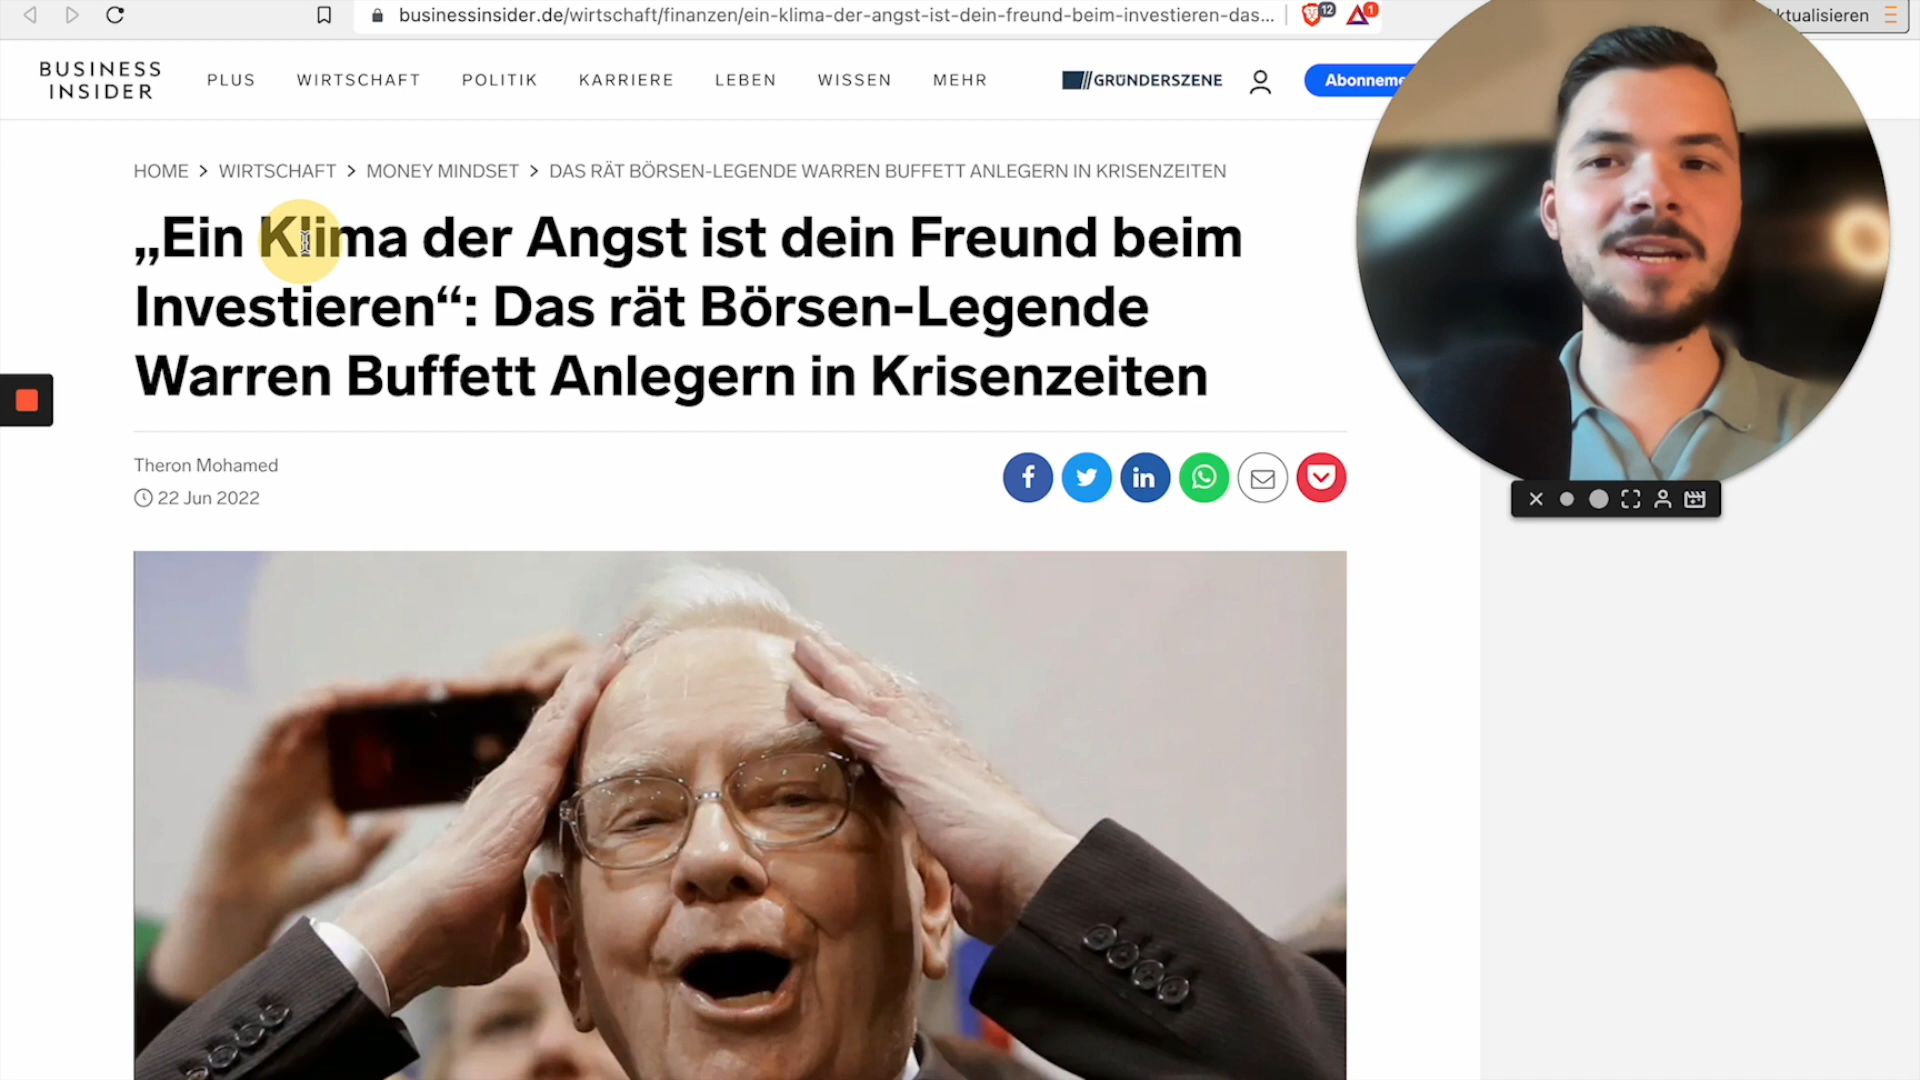 businessinsider.de/wirtschaft/finanzen/ein-klima-der-angst-ist-dein-freund-beim-investieren-das...
12
1
ktualisieren
BUSINESS
INSIDER
PLUS WIRTSCHAFT POLITIK KARRIERE LEBEN WISSEN MEHR
GRÜNDERSZENE
Abonneme
HOME > WIRTSCHAFT > MONEY MINDSET > DAS RÄT BÖRSEN-LEGENDE WARREN BUFFETT ANLEGERN IN KRISENZEITEN
„Ein Klima der Angst ist dein Freund beim
Investieren“: Das rät Börsen-Legende
Warren Buffett Anlegern in Krisenzeiten
Theron Mohamed
22 Jun 2022